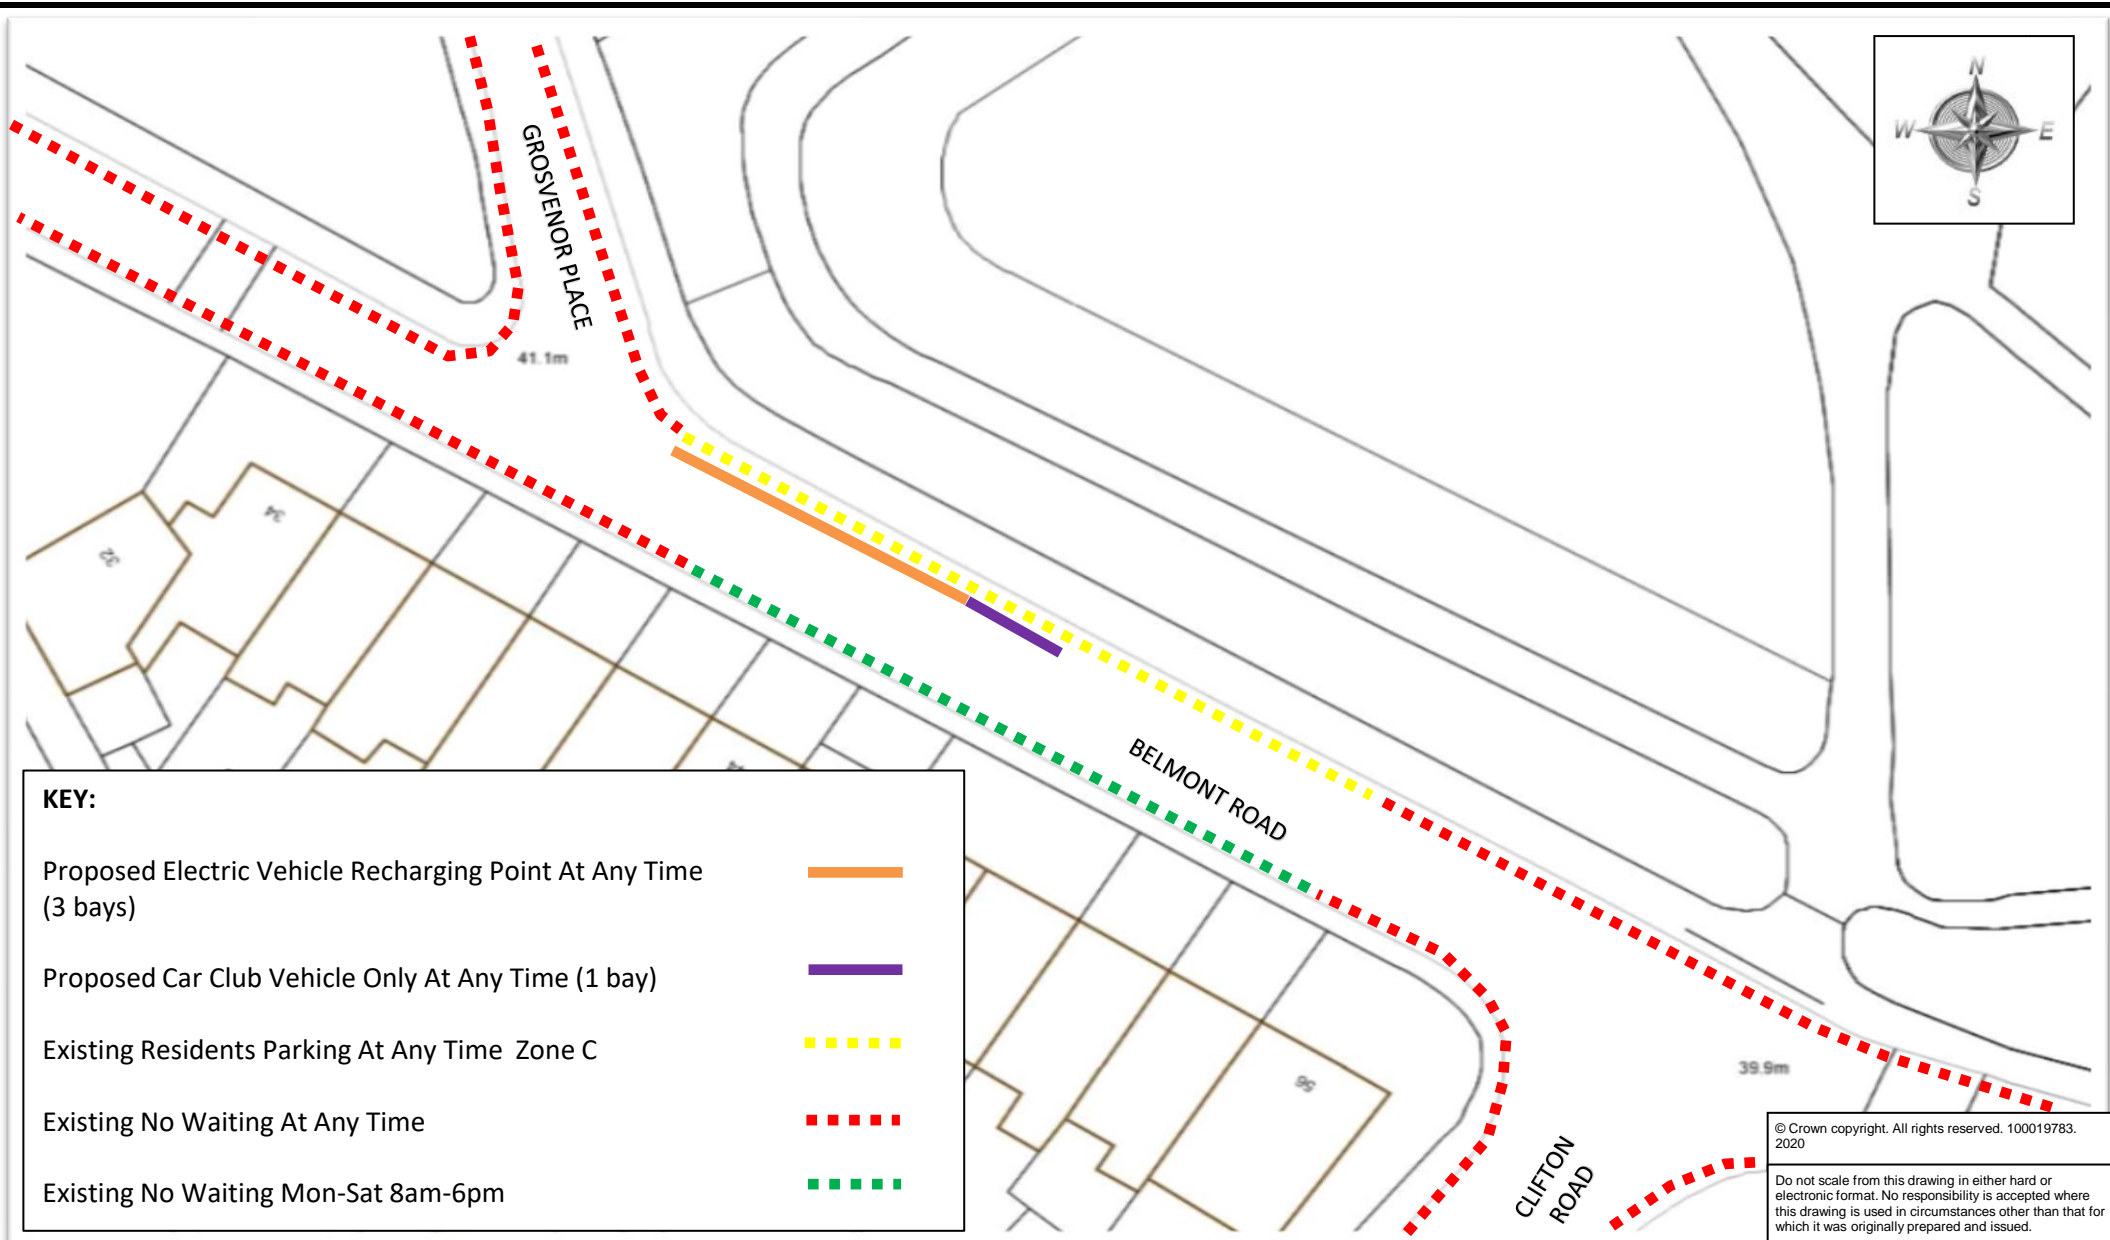 N
W
E
S
GROSVENOR PLACE
41.1m
34
32
BELMONT ROAD
KEY:
Proposed Electric Vehicle Recharging Point At Any Time
(3 bays)
Proposed Car Club Vehicle Only At Any Time (1 bay)
Existing Residents Parking At Any Time Zone C
Existing No Waiting At Any Time
Existing No Waiting Mon-Sat 8am-6pm
56
39.9m
CLIFTON
ROAD
© Crown copyright. All rights reserved. 100019783.
2020
Do not scale from this drawing in either hard or
electronic format. No responsibility is accepted where
this drawing is used in circumstances other than that for
which it was originally prepared and issued.